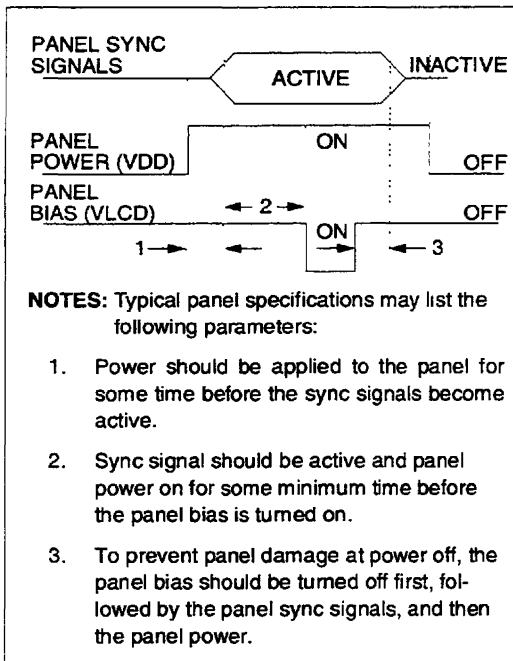 PANEL SYNC
SIGNALS
ACTIVE
INACTIVE
PANEL
POWER (VDD)
ON
OFF
PANEL
BIAS (VLCD)
2
ON
OFF
1
3
NOTES: Typical panel specifications may list the
following parameters:
1. Power should be applied to the panel for
some time before the sync signals become
active.
2. Sync signal should be active and panel
power on for some minimum time before
the panel bias is turned on.
3. To prevent panel damage at power off, the
panel bias should be turned off first, fol-
lowed by the panel sync signals, and then
the panel power.